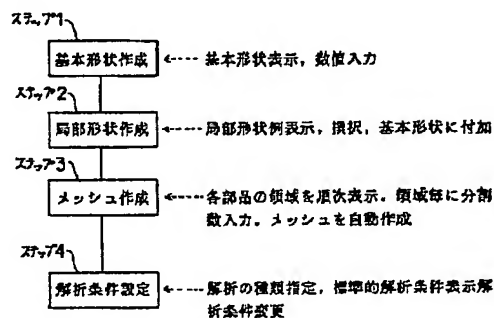 ステップ1
基本形状作成
基本形状表示，数値入力
ステップ2
局部形状作成
局部形状例表示，選択，基本形状に付加
ステップ3
メッシュ作成
各部品の領域を順次表示，領域毎に分割
数入力，メッシュを自動作成
ステップ4
解析条件設定
解析の種類指定，標準的解析条件表示解
析条件変更